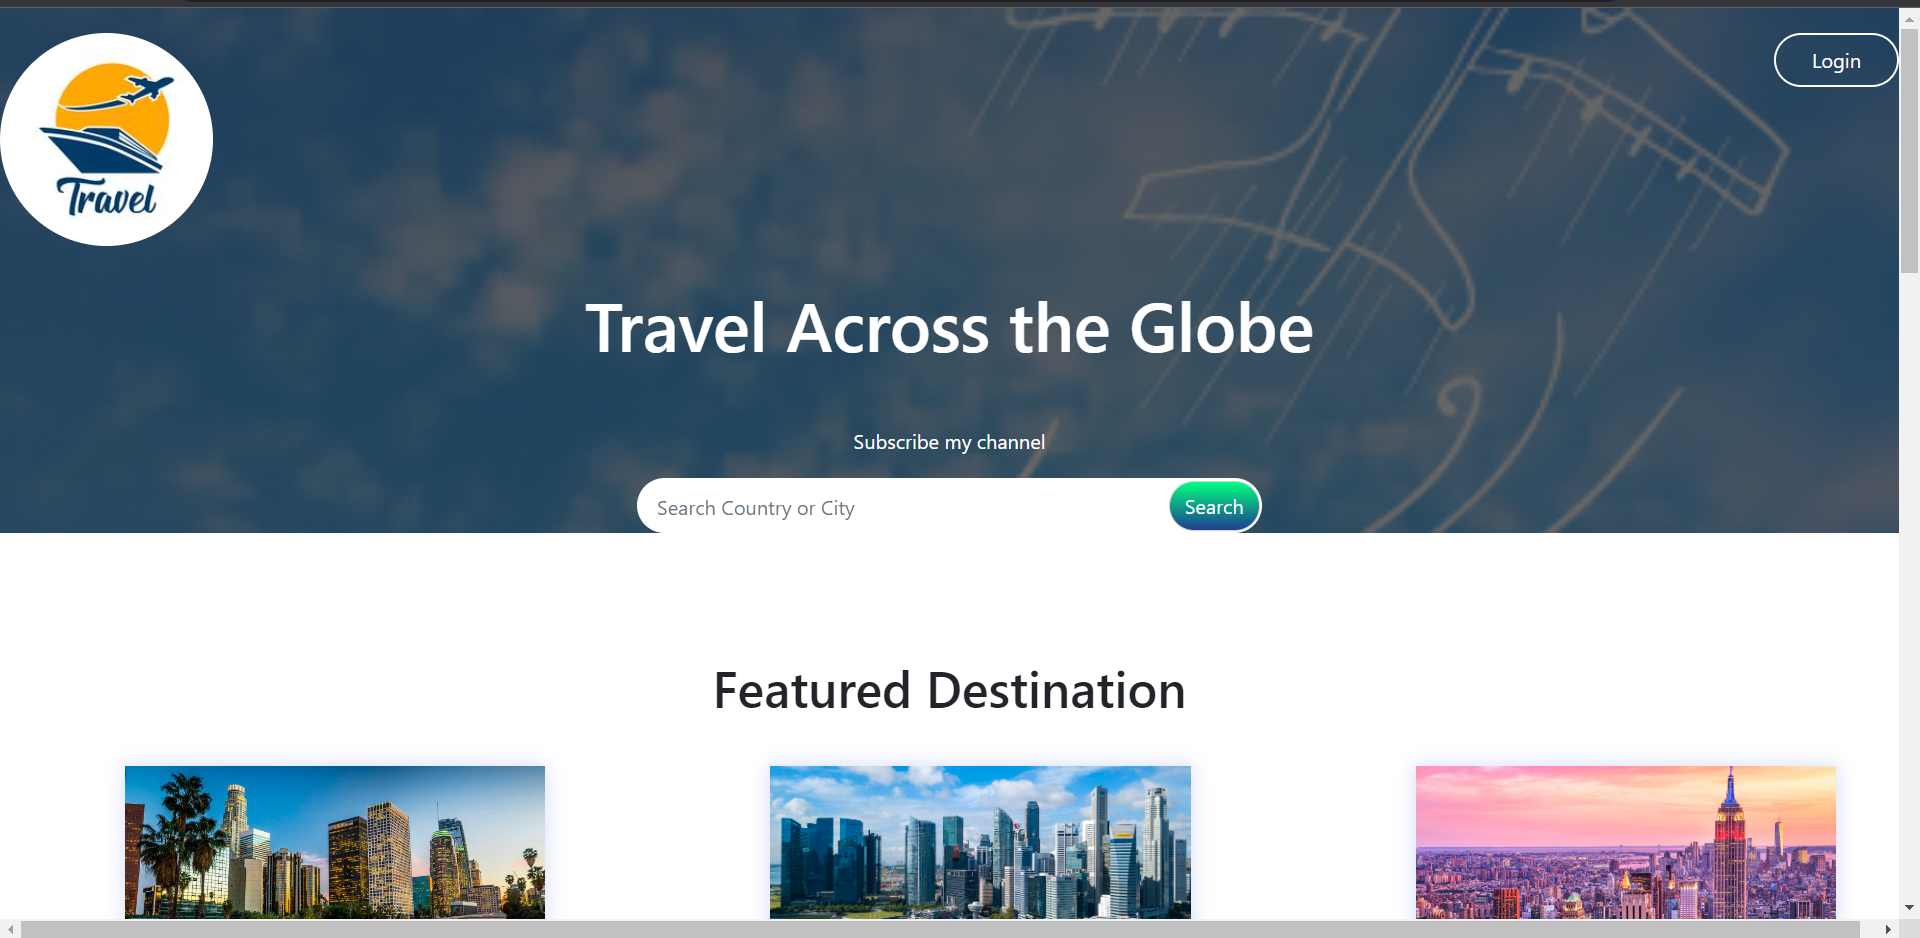 Travel
Login
Travel Across the Globe
Subscribe my channel
Search Country or City
Search
Featured Destination